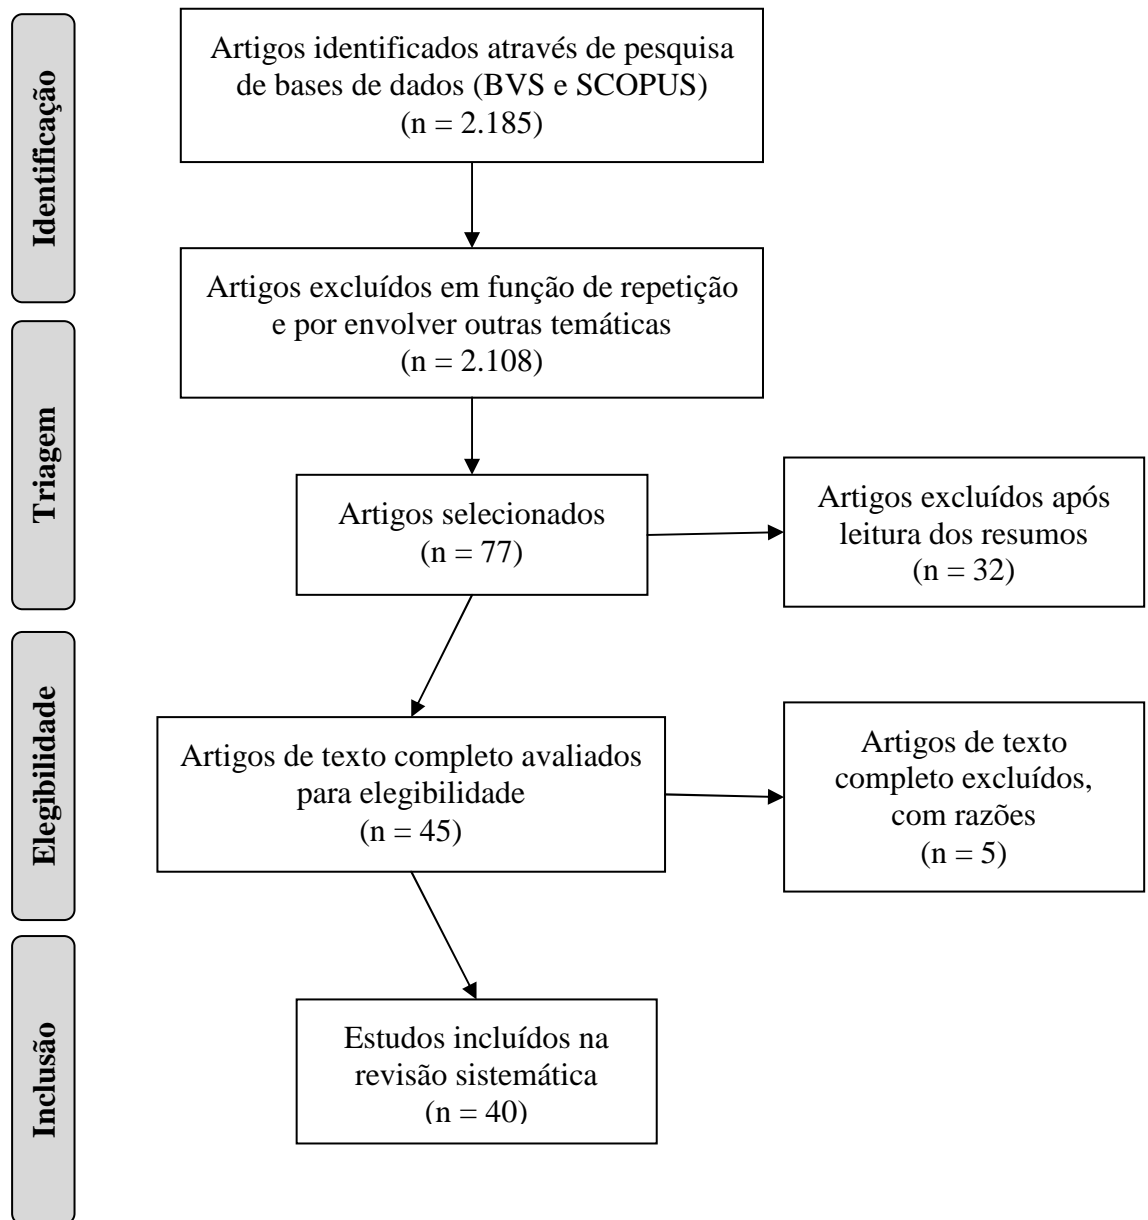 Identificação
Artigos identificados através de pesquisa
de bases de dados (BVS e SCOPUS)
(n = 2.185)
Artigos excluídos em função de repetição
e por envolver outras temáticas
(n = 2.108)
Triagem
Artigos selecionados
(n = 77)
Artigos excluídos após
leitura dos resumos
(n = 32)
Elegibilidade
Artigos de texto completo avaliados
para elegibilidade
(n = 45)
Artigos de texto
completo excluídos,
com razões
(n = 5)
Inclusão
Estudos incluídos na
revisão sistemática
(n = 40)